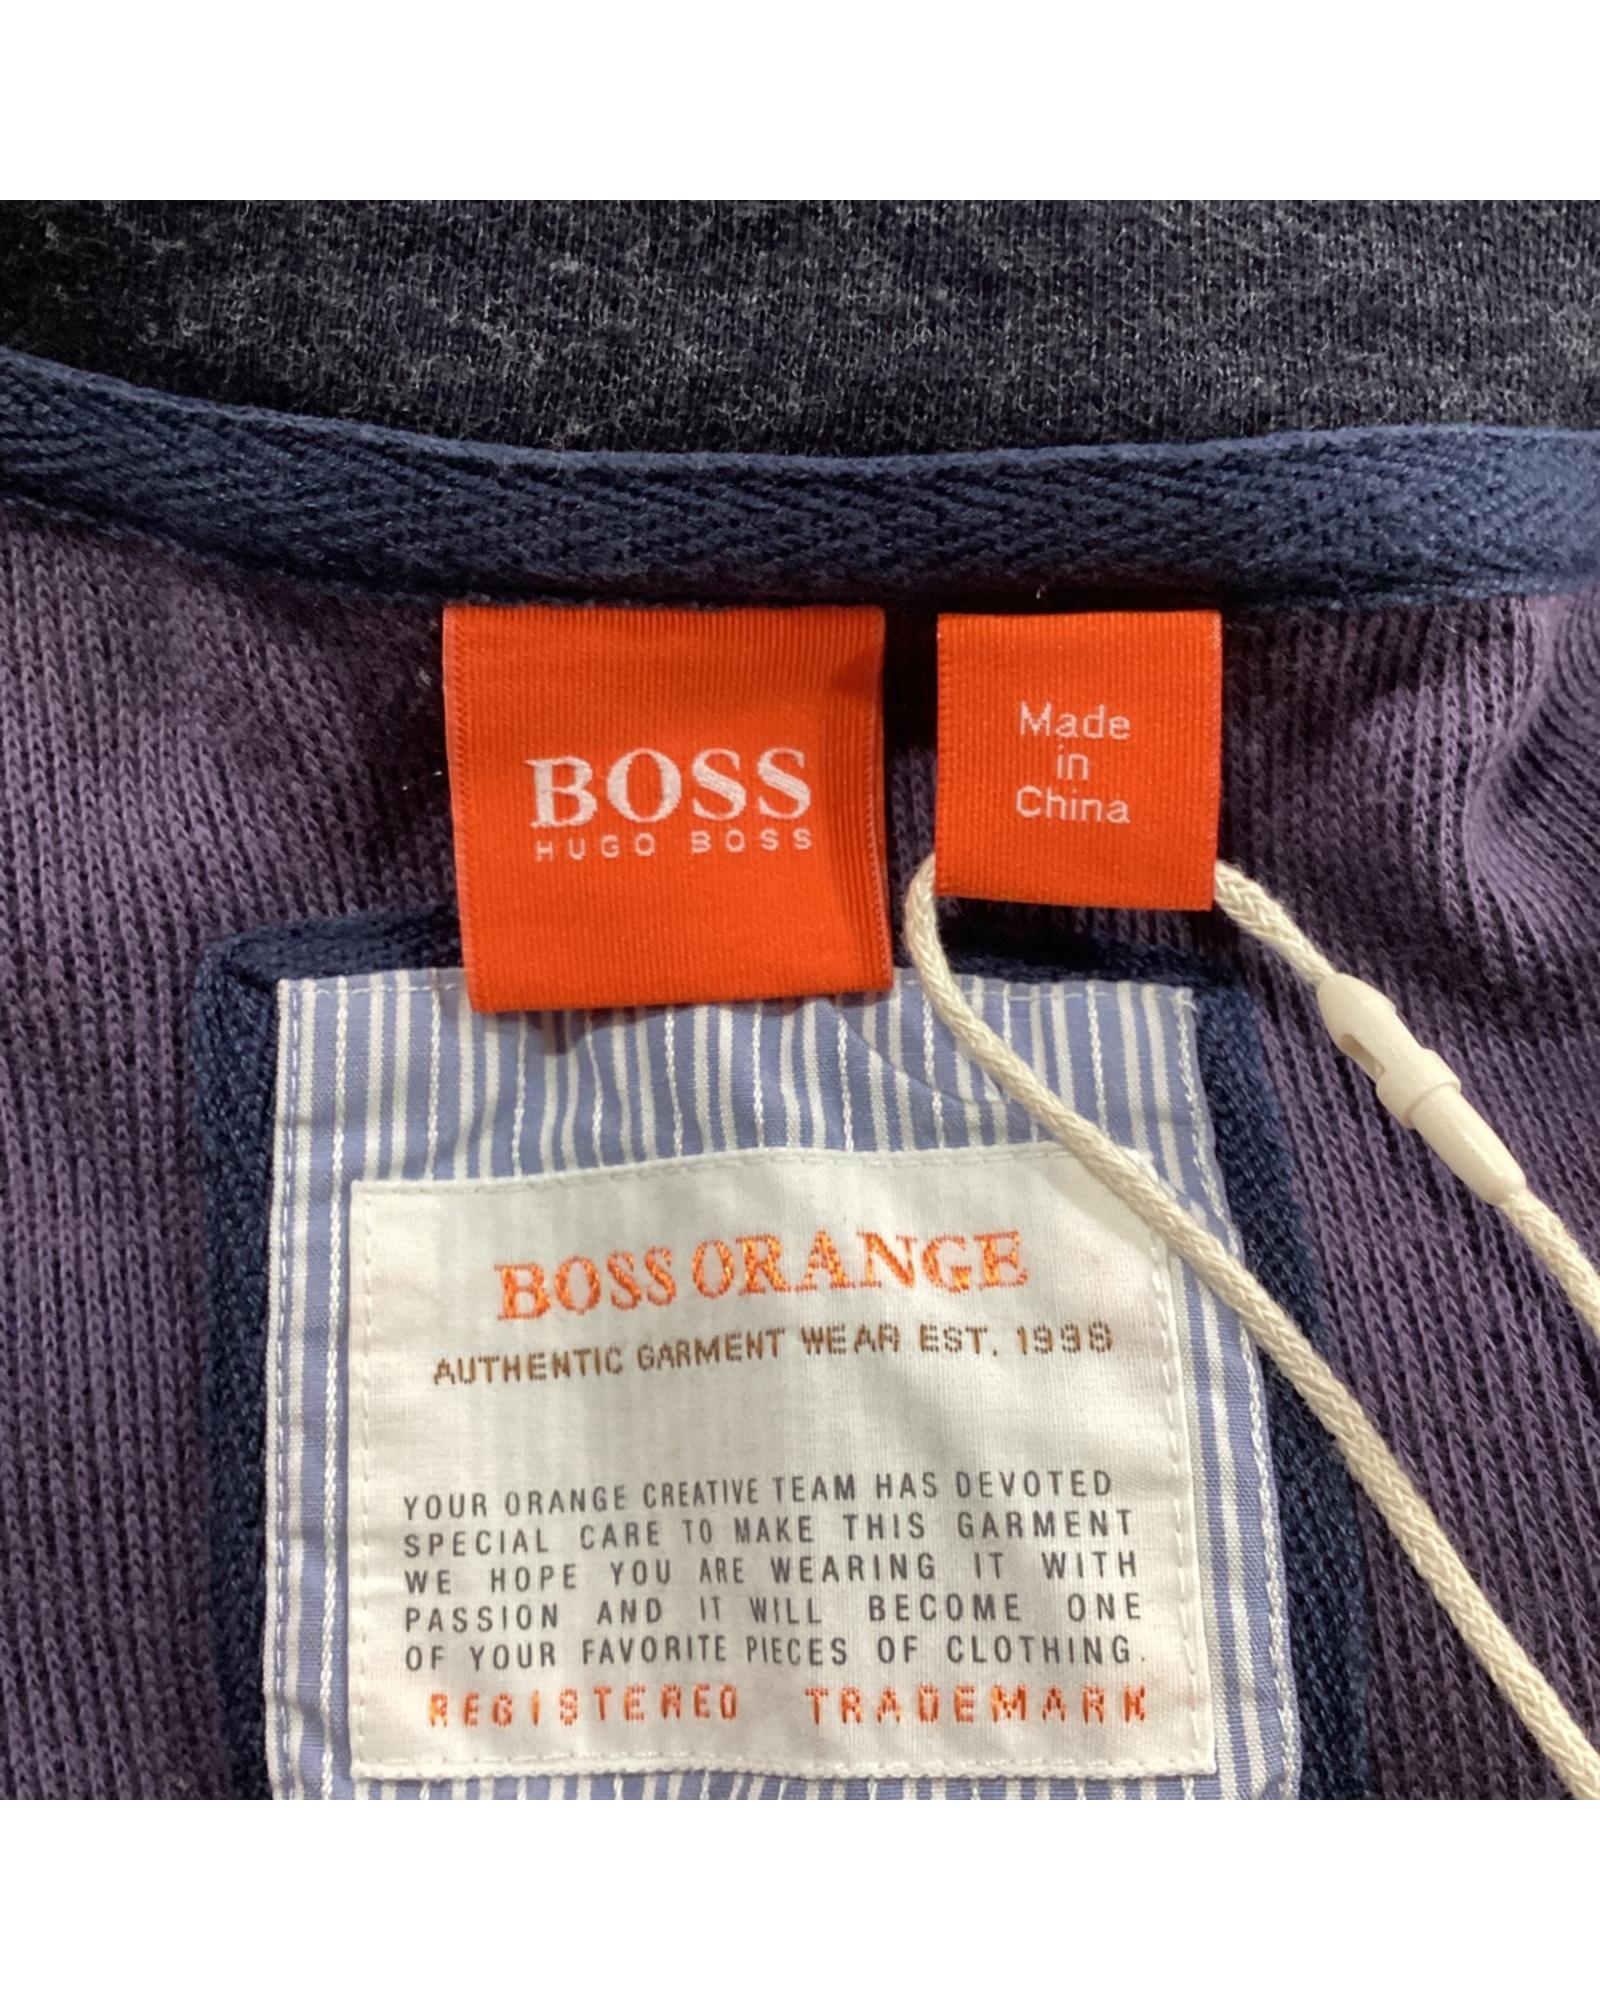 BOSS
HUGO BOSS
Made
in
China
BOSS ORANGE
AUTHENTIC GARMENT WEAR EST. 1998
YOUR ORANGE CREATIVE TEAM HAS DEVOTED
SPECIAL CARE TO MAKE THIS GARMENT
WE HOPE YOU ARE WEARING IT WITH
PASSION AND IT WILL BECOME ONE
OF YOUR FAVORITE PIECES OF CLOTHING.
REGISTERED TRADEMARK